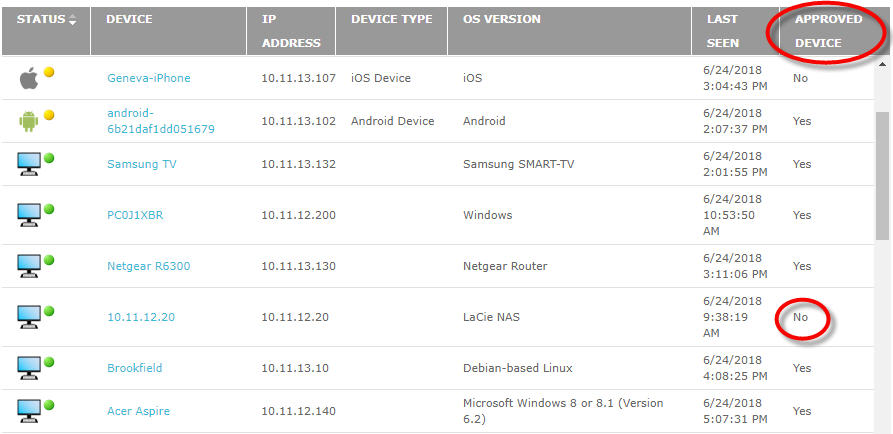 STATUS DEVICE IP ADDRESS DEVICE TYPE OS VERSION LAST SEEN APPROVED DEVICE
Geneva-iPhone 10.11.13.107 iOS Device iOS 6/24/2018 3:04:43 PM No
android-6b21daf1dd051679 10.11.13.102 Android Device Android 6/24/2018 2:07:37 PM Yes
Samsung TV 10.11.13.132 Samsung SMART-TV 6/24/2018 2:01:55 PM Yes
PC0J1XBR 10.11.12.200 Windows 6/24/2018 10:53:50 AM Yes
Netgear R6300 10.11.13.130 Netgear Router 6/24/2018 3:11:06 PM Yes
10.11.12.20 10.11.12.20 LaCie NAS 6/24/2018 9:38:19 AM No
Brookfield 10.11.13.10 Debian-based Linux 6/24/2018 4:08:25 PM Yes
Acer Aspire 10.11.12.140 Microsoft Windows 8 or 8.1 (Version 6.2) 6/24/2018 5:07:31 PM Yes